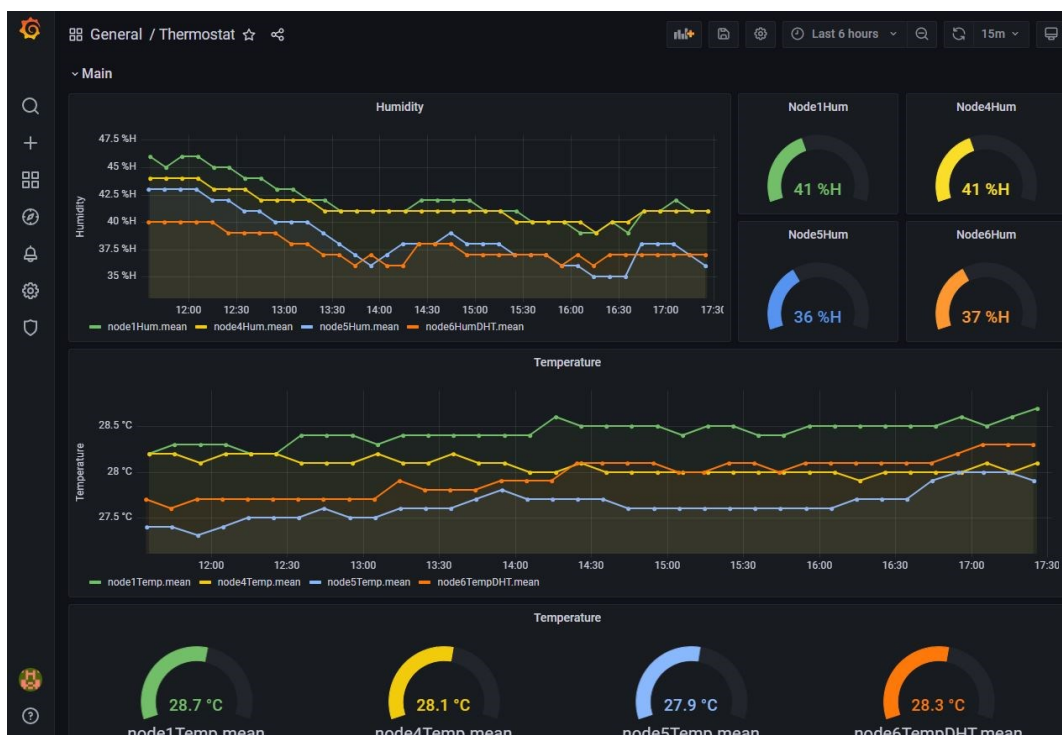 General / Thermostat
Last 6 hours
15m
Main
Humidity
Humidity
47.5 %H
45 %H
42.5 %H
40 %H
37.5 %H
35 %H
12:00 12:30 13:00 13:30 14:00 14:30 15:00 15:30 16:00 16:30 17:00 17:30
node1Hum.mean node4Hum.mean node5Hum.mean node6HumDHT.mean
Node1Hum
41 %H
Node4Hum
41 %H
Node5Hum
36 %H
Node6Hum
37 %H
Temperature
Temperature
28.5 °C
28 °C
27.5 °C
12:00 12:30 13:00 13:30 14:00 14:30 15:00 15:30 16:00 16:30 17:00 17:30
node1Temp.mean node4Temp.mean node5Temp.mean node6TempDHT.mean
Temperature
28.7 °C 28.1 °C 27.9 °C 28.3 °C
node1Temp.mean node4Temp.mean node5Temp.mean node6TempDHT.mean